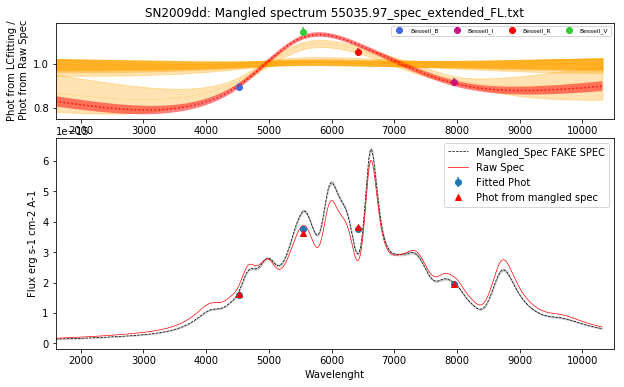 SN2009dd: Mangled spectrum 55035.97_spec_extended_FL.txt
Phot from LCfitting /
Phot from Raw Spec
Bessell_B
Bessell_I
Bessell_R
Bessell_V
1.0
0.8
2000 3000 4000 5000 6000 7000 8000 9000 10000
Mangled_Spec FAKE SPEC
Raw Spec
Fitted Phot
Phot from mangled spec
Flux erg s-1 cm-2 A-1
6
5
4
3
2
1
0
2000 3000 4000 5000 6000 7000 8000 9000 10000
Wavelenght